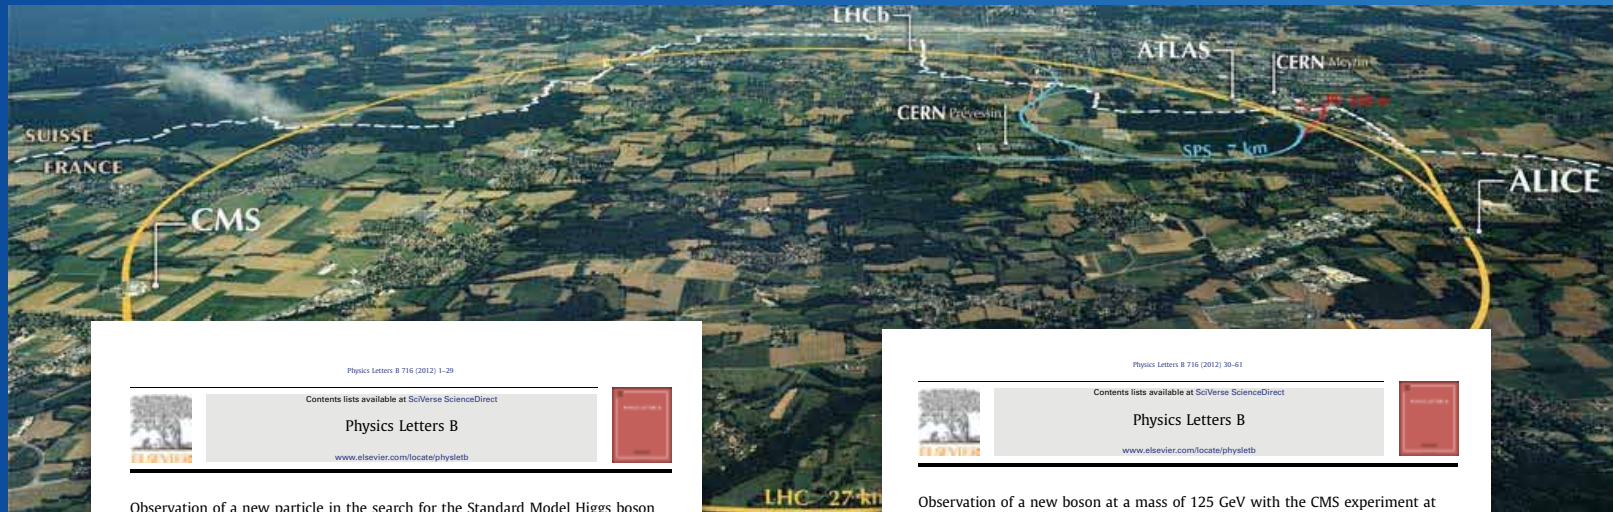 LHCb
ATLAS
CERN Meyrin
CERN Prévessin
SUISSE
FRANCE
SPS 7 km
ALICE
CMS
Physics Letters B 716 (2012) 1–29
Contents lists available at SciVerse ScienceDirect
Physics Letters B
www.elsevier.com/locate/physletb
ELSEVIER
Observation of a new particle in the search for the Standard Model Higgs boson
Physics Letters B 716 (2012) 30–61
Contents lists available at SciVerse ScienceDirect
Physics Letters B
www.elsevier.com/locate/physletb
ELSEVIER
LHC 27 km
Observation of a new boson at a mass of 125 GeV with the CMS experiment at